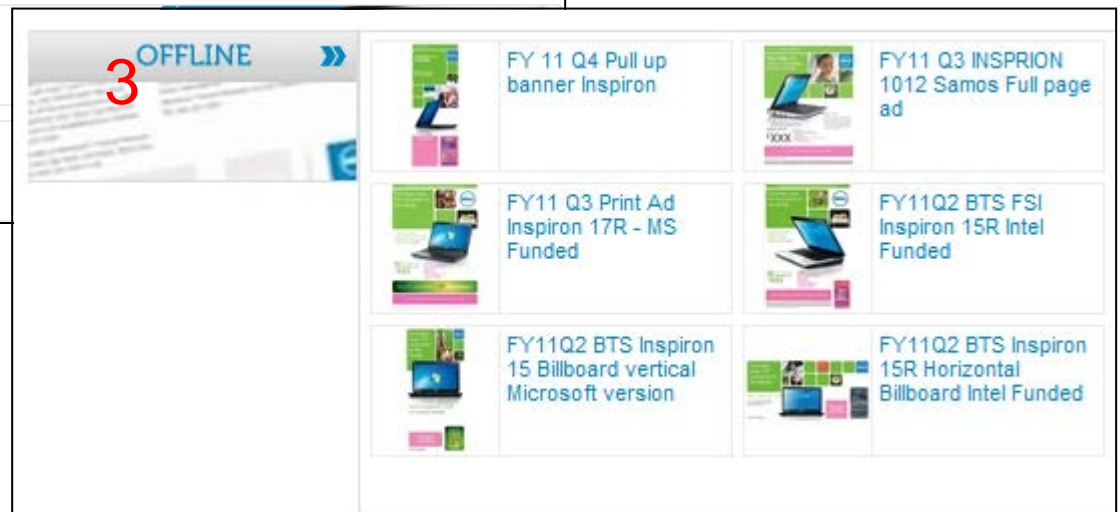 3
OFFLINE
FY 11 Q4 Pull up
banner Inspiron
FY11 Q3 INSPRION
1012 Samos Full page
ad
FY11 Q3 Print Ad
Inspiron 17R - MS
Funded
FY11Q2 BTS FSI
Inspiron 15R Intel
Funded
FY11Q2 BTS Inspiron
15 Billboard vertical
Microsoft version
FY11Q2 BTS Inspiron
15R Horizontal
Billboard Intel Funded